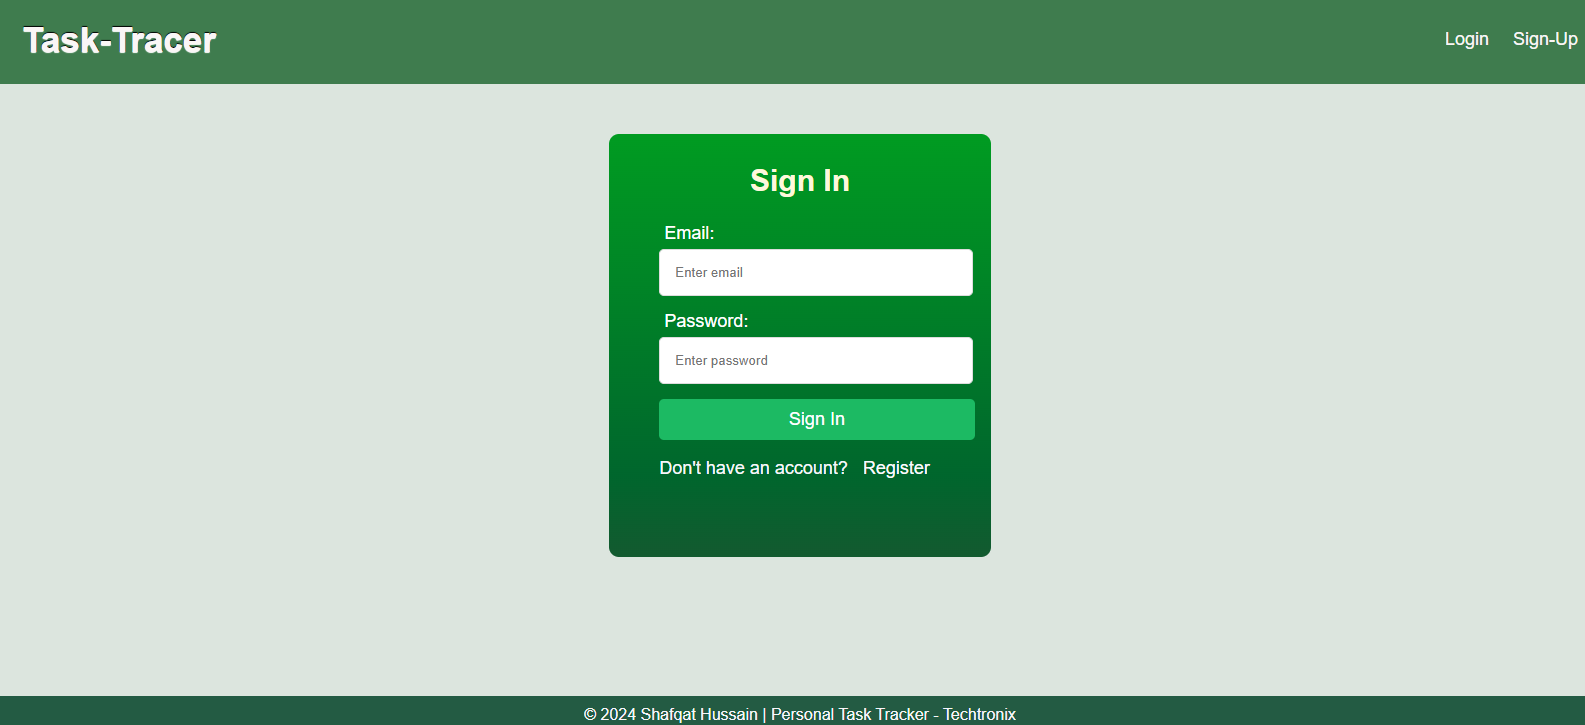 Task-Tracer
Login Sign-Up
Sign In
Email:
Enter email
Password:
Enter password
Sign In
Don't have an account? Register
© 2024 Shafqat Hussain | Personal Task Tracker - Techtronix